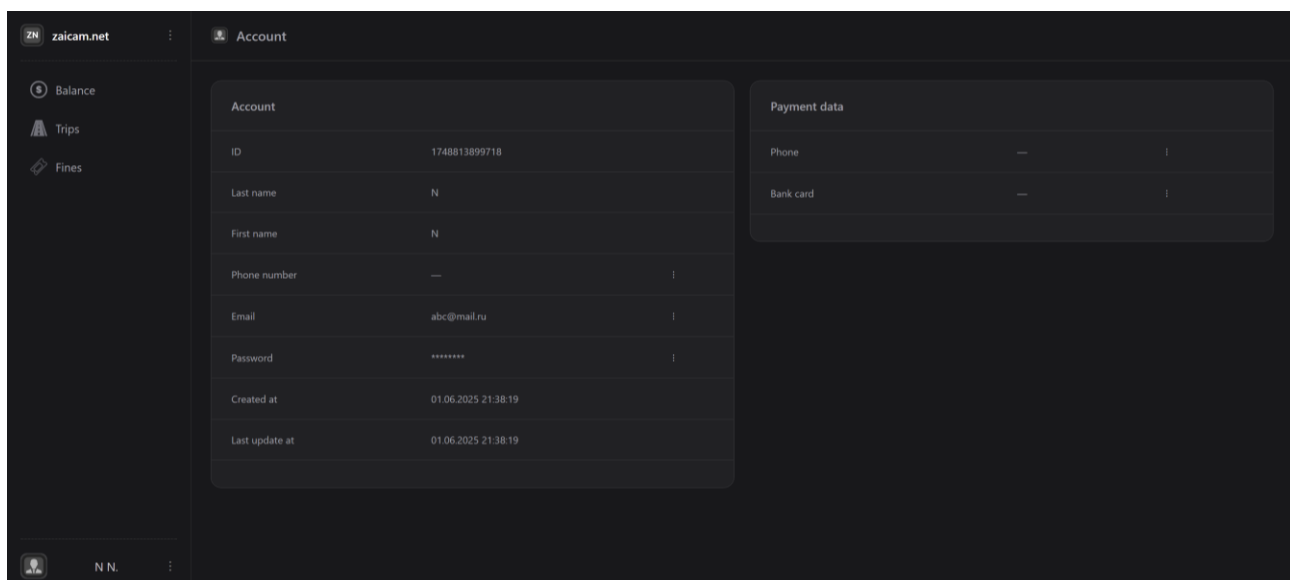 ZN zaicam.net
Balance
Trips
Fines
Account
Account
ID 1748813899718
Last name N
First name N
Phone number —
Email abc@mail.ru
Password ********
Created at 01.06.2025 21:38:19
Last update at 01.06.2025 21:38:19
Payment data
Phone —
Bank card —
N N.